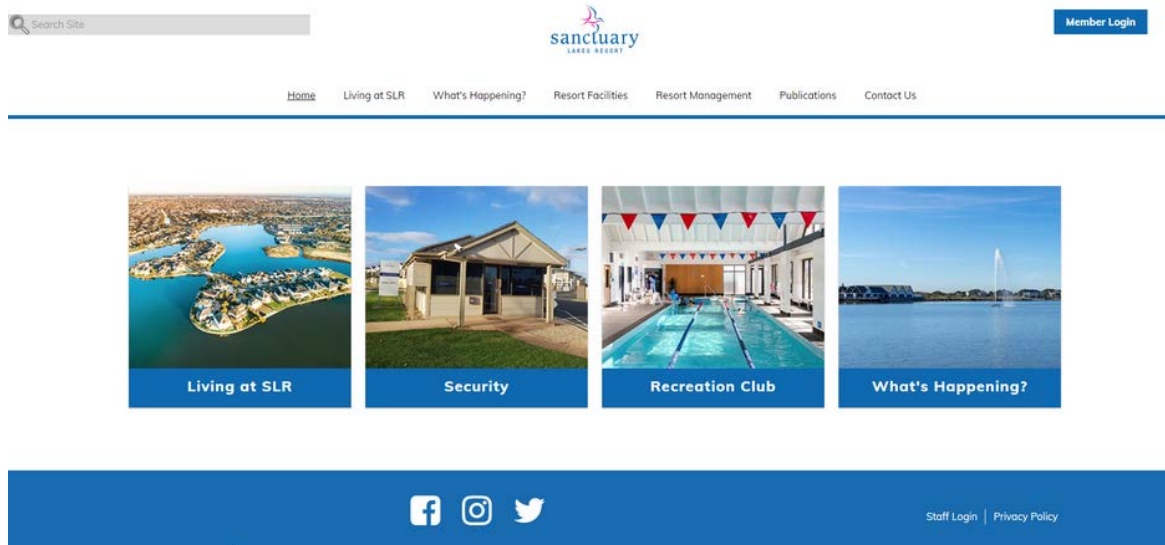 Search Site
sanctuary
LAKES RESORT
Member Login
Home Living at SLR What's Happening? Resort Facilities Resort Management Publications Contact Us
Living at SLR
Security
Recreation Club
What's Happening?
Staff Login | Privacy Policy